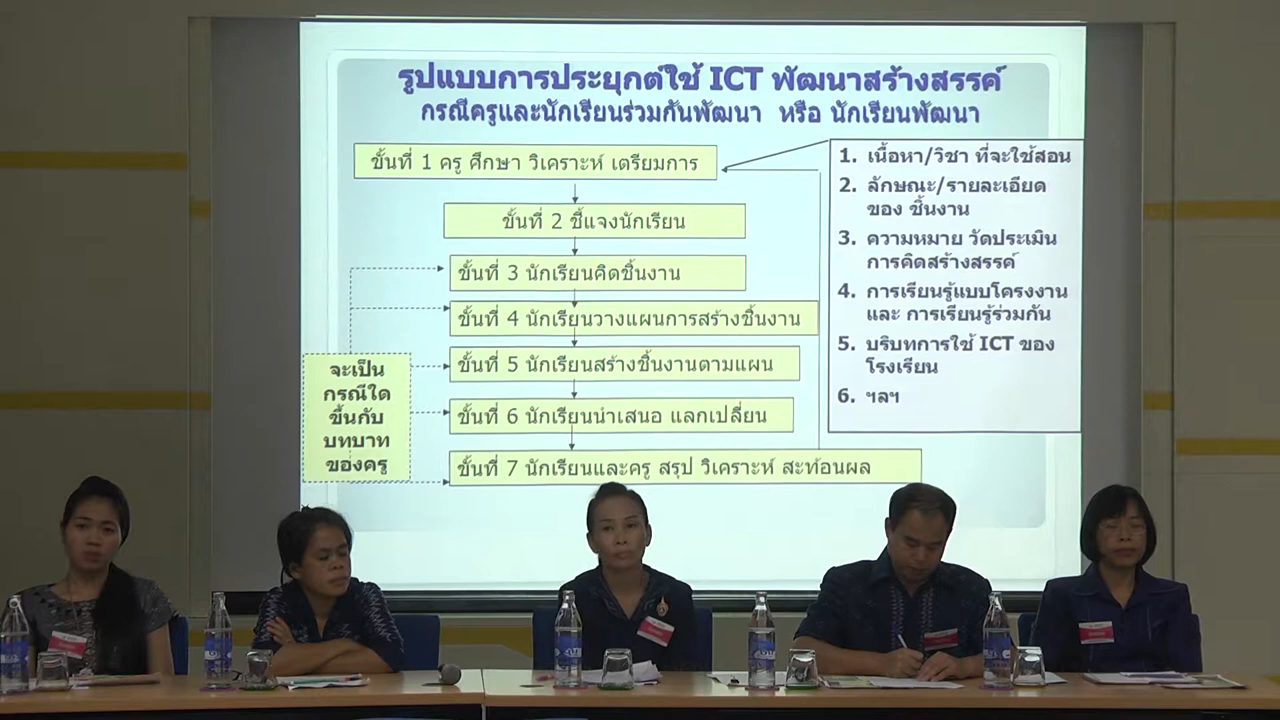 รูปแบบการประยุกต์ใช้ ICT พัฒนาสร้างสรรค์
กรณีครูและนักเรียนร่วมกันพัฒนา หรือ นักเรียนพัฒนา
ขั้นที่ 1 ครู ศึกษา วิเคราะห์ เตรียมการ
ขั้นที่ 2 ชี้แจงนักเรียน
ขั้นที่ 3 นักเรียนคิดชิ้นงาน
ขั้นที่ 4 นักเรียนวางแผนการสร้างชิ้นงาน
ขั้นที่ 5 นักเรียนสร้างชิ้นงานตามแผน
ขั้นที่ 6 นักเรียนนำเสนอ แลกเปลี่ยน
ขั้นที่ 7 นักเรียนและครู สรุป วิเคราะห์ สะท้อนผล
จะเป็น
กรณีใด
ขึ้นกับ
บทบาท
ของครู
1. เนื้อหา/วิชา ที่จะใช้สอน
2. ลักษณะ/รายละเอียด
ของ ชิ้นงาน
3. ความหมาย วัดประเมิน
การคิดสร้างสรรค์
4. การเรียนรู้แบบโครงงาน
และ การเรียนรู้ร่วมกัน
5. บริบทการใช้ ICT ของ
โรงเรียน
6. ฯลฯ